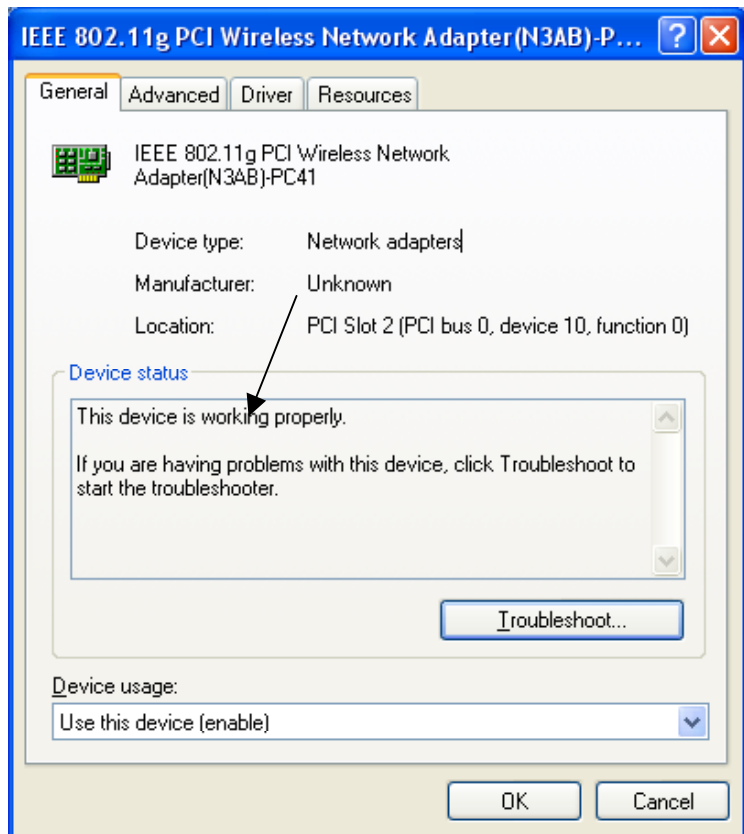 IEEE 802.11g PCI Wireless Network Adapter(N3AB)-P...
General Advanced Driver Resources
IEEE 802.11g PCI Wireless Network
Adapter(N3AB)-PC41
Device type: Network adapters
Manufacturer: Unknown
Location: PCI Slot 2 (PCI bus 0, device 10, function 0)
Device status
This device is working properly.
If you are having problems with this device, click Troubleshoot to
start the troubleshooter.
Troubleshoot...
Device usage:
Use this device (enable)
OK Cancel